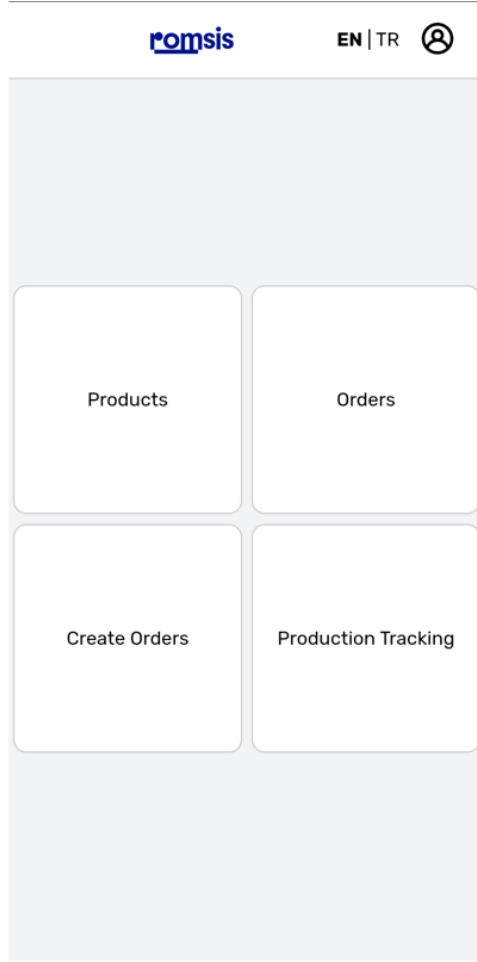 romsis
EN | TR
Products
Orders
Create Orders
Production Tracking